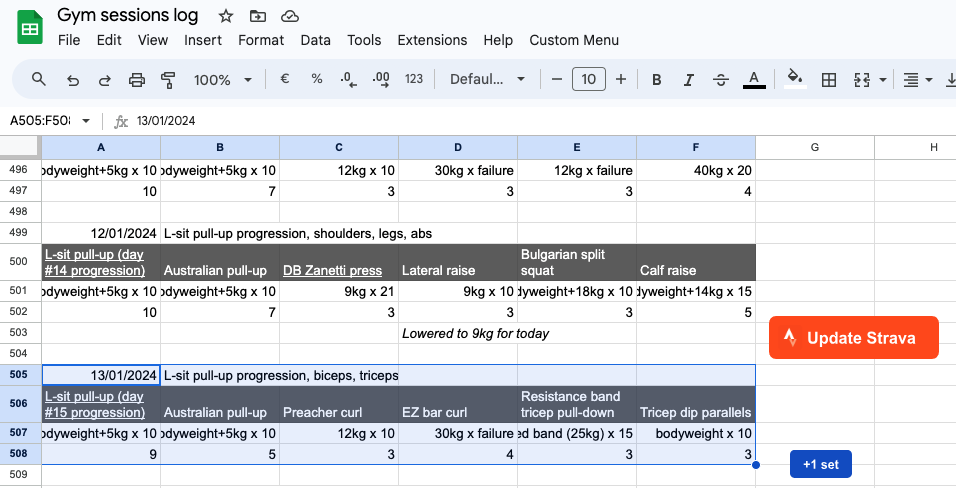 Gym sessions log
File Edit View Insert Format Data Tools Extensions Help Custom Menu
100% € % .0 .00 123 Defaul... − 10 + B I A
A505:F50 fx 13/01/2024
A B C D E F G H
496 odyweight+5kg x 10 odyweight+5kg x 10 12kg x 10 30kg x failure 12kg x failure 40kg x 20
497 10 7 3 3 3 4
498
499 12/01/2024 L-sit pull-up progression, shoulders, legs, abs
500 L-sit pull-up (day #14 progression) Australian pull-up DB Zanetti press Lateral raise Bulgarian split squat Calf raise
501 odyweight+5kg x 10 odyweight+5kg x 10 9kg x 21 9kg x 10 dyweight+18kg x 10 dyweight+14kg x 15
502 10 7 3 3 3 5
503 Lowered to 9kg for today
Update Strava
504
505 13/01/2024 L-sit pull-up progression, biceps, triceps
506 L-sit pull-up (day #15 progression) Australian pull-up Preacher curl EZ bar curl Resistance band tricep pull-down Tricep dip parallels
507 odyweight+5kg x 10 odyweight+5kg x 10 12kg x 10 30kg x failure ed band (25kg) x 15 bodyweight x 10
508 9 5 3 4 3 3
+1 set
509